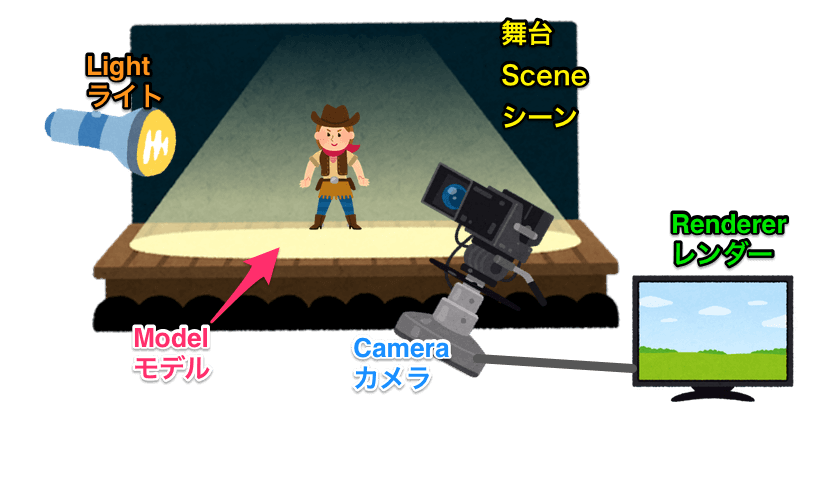 Light
ライト
舞台
Scene
シーン
Renderer
レンダー
Model
モデル
Camera
カメラ